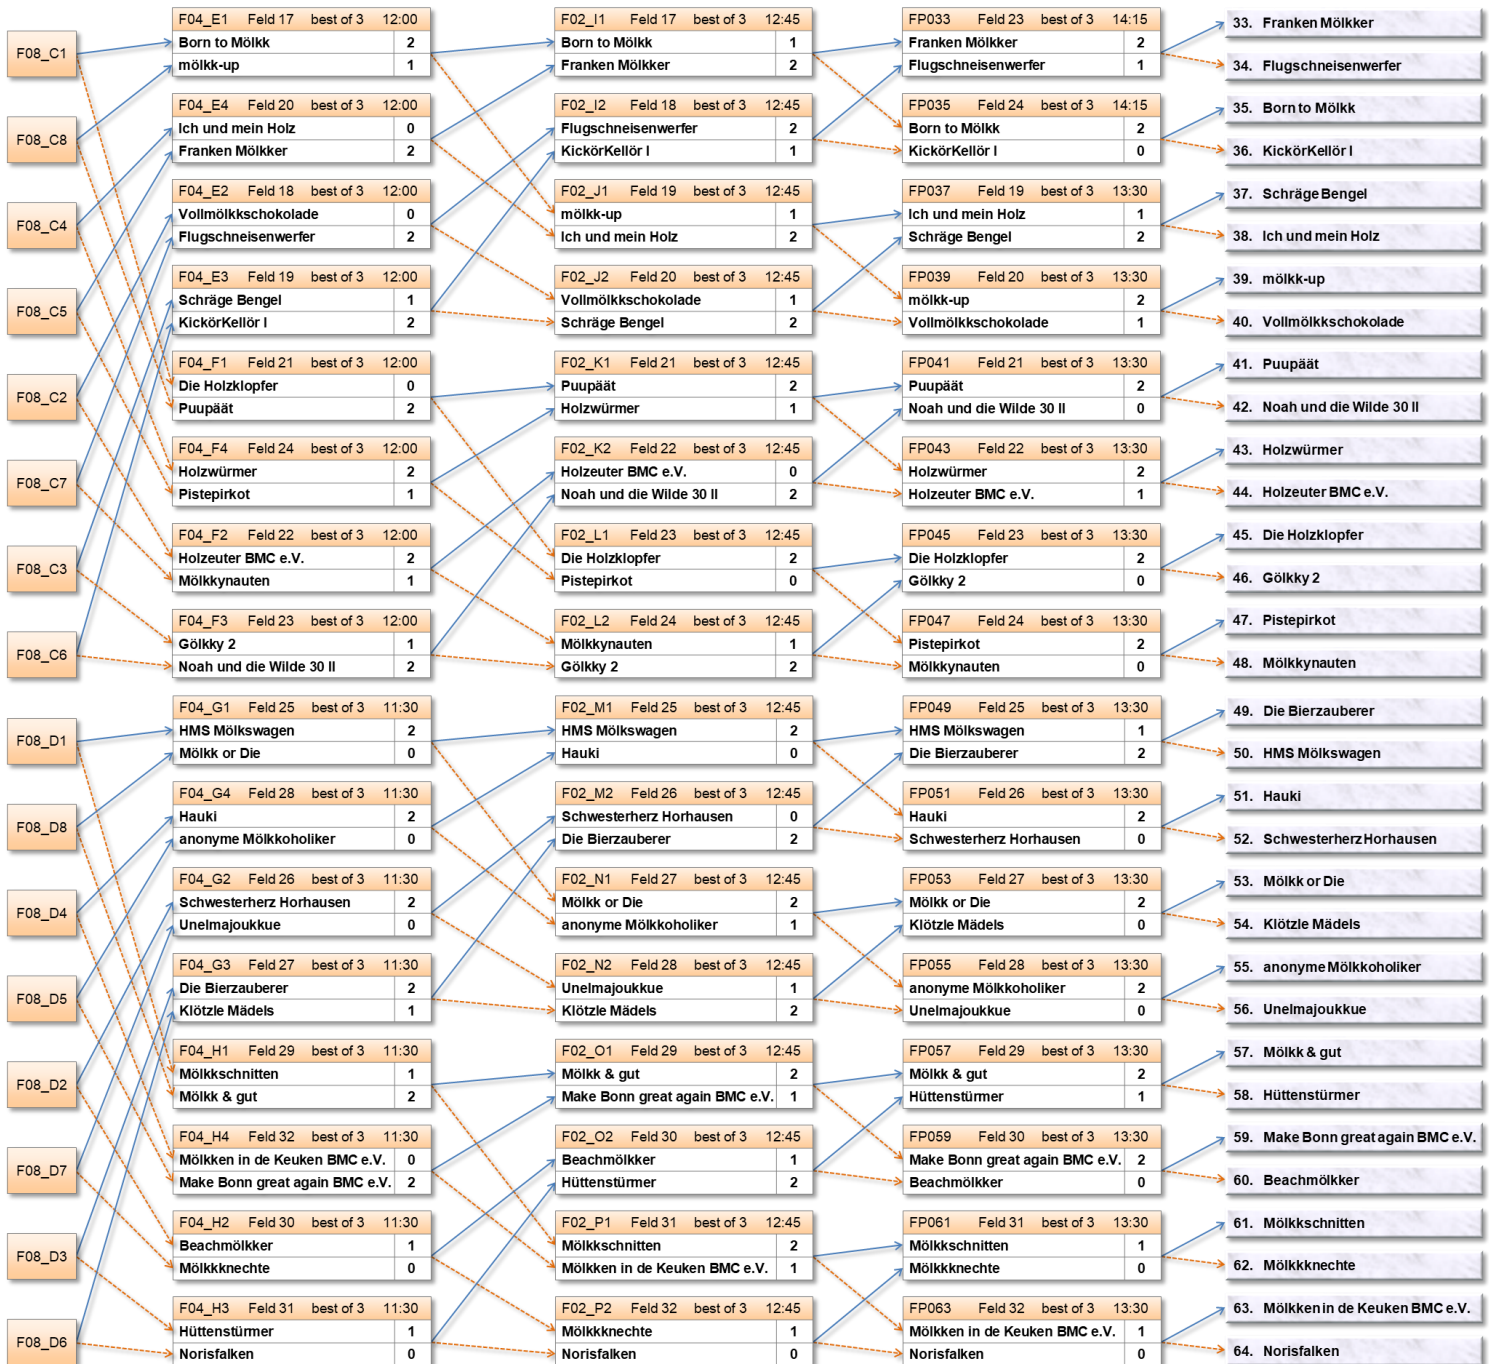 F08_C1
F08_C8
F08_C4
F08_C5
F08_C2
F08_C7
F08_C3
F08_C6
F08_D1
F08_D8
F08_D4
F08_D5
F08_D2
F08_D7
F08_D3
F08_D6
F04_E1 Feld 17 best of 3 12:00
Born to Mölkk 2
mölkk-up 1
F04_E4 Feld 20 best of 3 12:00
Ich und mein Holz 0
Franken Mölkker 2
F04_E2 Feld 18 best of 3 12:00
Vollmölkkschokolade 0
Flugschneisenwerfer 2
F04_E3 Feld 19 best of 3 12:00
Schräge Bengel 1
KickörKellör I 2
F04_F1 Feld 21 best of 3 12:00
Die Holzklopfer 0
Puupäät 2
F04_F4 Feld 24 best of 3 12:00
Holzwürmer 2
Pistepirkot 1
F04_F2 Feld 22 best of 3 12:00
Holzeuter BMC e.V. 2
Mölkkynauten 1
F04_F3 Feld 23 best of 3 12:00
Gölkky 2 1
Noah und die Wilde 30 II 2
F04_G1 Feld 25 best of 3 11:30
HMS Mölkswagen 2
Mölkk or Die 0
F04_G4 Feld 28 best of 3 11:30
Hauki 2
anonyme Mölkkoholiker 0
F04_G2 Feld 26 best of 3 11:30
Schwesterherz Horhausen 2
Unelmajoukkue 0
F04_G3 Feld 27 best of 3 11:30
Die Bierzauberer 2
Klötzle Mädels 1
F04_H1 Feld 29 best of 3 11:30
Mölkkschnitten 1
Mölkk & gut 2
F04_H4 Feld 32 best of 3 11:30
Mölkken in de Keuken BMC e.V. 0
Make Bonn great again BMC e.V. 2
F04_H2 Feld 30 best of 3 11:30
Beachmölkker 1
Mölkkknechte 0
F04_H3 Feld 31 best of 3 11:30
Hüttenstürmer 1
Norisfalken 0
F02_I1 Feld 17 best of 3 12:45
Born to Mölkk 1
Franken Mölkker 2
F02_I2 Feld 18 best of 3 12:45
Flugschneisenwerfer 2
KickörKellör I 1
F02_J1 Feld 19 best of 3 12:45
mölkk-up 1
Ich und mein Holz 2
F02_J2 Feld 20 best of 3 12:45
Vollmölkkschokolade 1
Schräge Bengel 2
F02_K1 Feld 21 best of 3 12:45
Puupäät 2
Holzwürmer 1
F02_K2 Feld 22 best of 3 12:45
Holzeuter BMC e.V. 0
Noah und die Wilde 30 II 2
F02_L1 Feld 23 best of 3 12:45
Die Holzklopfer 2
Pistepirkot 0
F02_L2 Feld 24 best of 3 12:45
Mölkkynauten 1
Gölkky 2 2
F02_M1 Feld 25 best of 3 12:45
HMS Mölkswagen 2
Hauki 0
F02_M2 Feld 26 best of 3 12:45
Schwesterherz Horhausen 0
Die Bierzauberer 2
F02_N1 Feld 27 best of 3 12:45
Mölkk or Die 2
anonyme Mölkkoholiker 1
F02_N2 Feld 28 best of 3 12:45
Unelmajoukkue 1
Klötzle Mädels 2
F02_O1 Feld 29 best of 3 12:45
Mölkk & gut 2
Make Bonn great again BMC e.V. 1
F02_O2 Feld 30 best of 3 12:45
Beachmölkker 1
Hüttenstürmer 2
F02_P1 Feld 31 best of 3 12:45
Mölkkschnitten 2
Mölkken in de Keuken BMC e.V. 1
F02_P2 Feld 32 best of 3 12:45
Mölkkknechte 1
Norisfalken 0
FP033 Feld 23 best of 3 14:15
Franken Mölkker 2
Flugschneisenwerfer 1
FP035 Feld 24 best of 3 14:15
Born to Mölkk 2
KickörKellör I 0
FP037 Feld 19 best of 3 13:30
Ich und mein Holz 1
Schräge Bengel 2
FP039 Feld 20 best of 3 13:30
mölkk-up 2
Vollmölkkschokolade 1
FP041 Feld 21 best of 3 13:30
Puupäät 2
Noah und die Wilde 30 II 0
FP043 Feld 22 best of 3 13:30
Holzwürmer 2
Holzeuter BMC e.V. 1
FP045 Feld 23 best of 3 13:30
Die Holzklopfer 2
Gölkky 2 0
FP047 Feld 24 best of 3 13:30
Pistepirkot 2
Mölkkynauten 0
FP049 Feld 25 best of 3 13:30
HMS Mölkswagen 1
Die Bierzauberer 2
FP051 Feld 26 best of 3 13:30
Hauki 2
Schwesterherz Horhausen 0
FP053 Feld 27 best of 3 13:30
Mölkk or Die 2
Klötzle Mädels 0
FP055 Feld 28 best of 3 13:30
anonyme Mölkkoholiker 2
Unelmajoukkue 0
FP057 Feld 29 best of 3 13:30
Mölkk & gut 2
Hüttenstürmer 1
FP059 Feld 30 best of 3 13:30
Make Bonn great again BMC e.V. 2
Beachmölkker 0
FP061 Feld 31 best of 3 13:30
Mölkkschnitten 1
Mölkkknechte 0
FP063 Feld 32 best of 3 13:30
Mölkken in de Keuken BMC e.V. 1
Norisfalken 0
33. Franken Mölkker
34. Flugschneisenwerfer
35. Born to Mölkk
36. KickörKellör I
37. Schräge Bengel
38. Ich und mein Holz
39. mölkk-up
40. Vollmölkkschokolade
41. Puupäät
42. Noah und die Wilde 30 II
43. Holzwürmer
44. Holzeuter BMC e.V.
45. Die Holzklopfer
46. Gölkky 2
47. Pistepirkot
48. Mölkkynauten
49. Die Bierzauberer
50. HMS Mölkswagen
51. Hauki
52. Schwesterherz Horhausen
53. Mölkk or Die
54. Klötzle Mädels
55. anonyme Mölkkoholiker
56. Unelmajoukkue
57. Mölkk & gut
58. Hüttenstürmer
59. Make Bonn great again BMC e.V.
60. Beachmölkker
61. Mölkkschnitten
62. Mölkkknechte
63. Mölkken in de Keuken BMC e.V.
64. Norisfalken